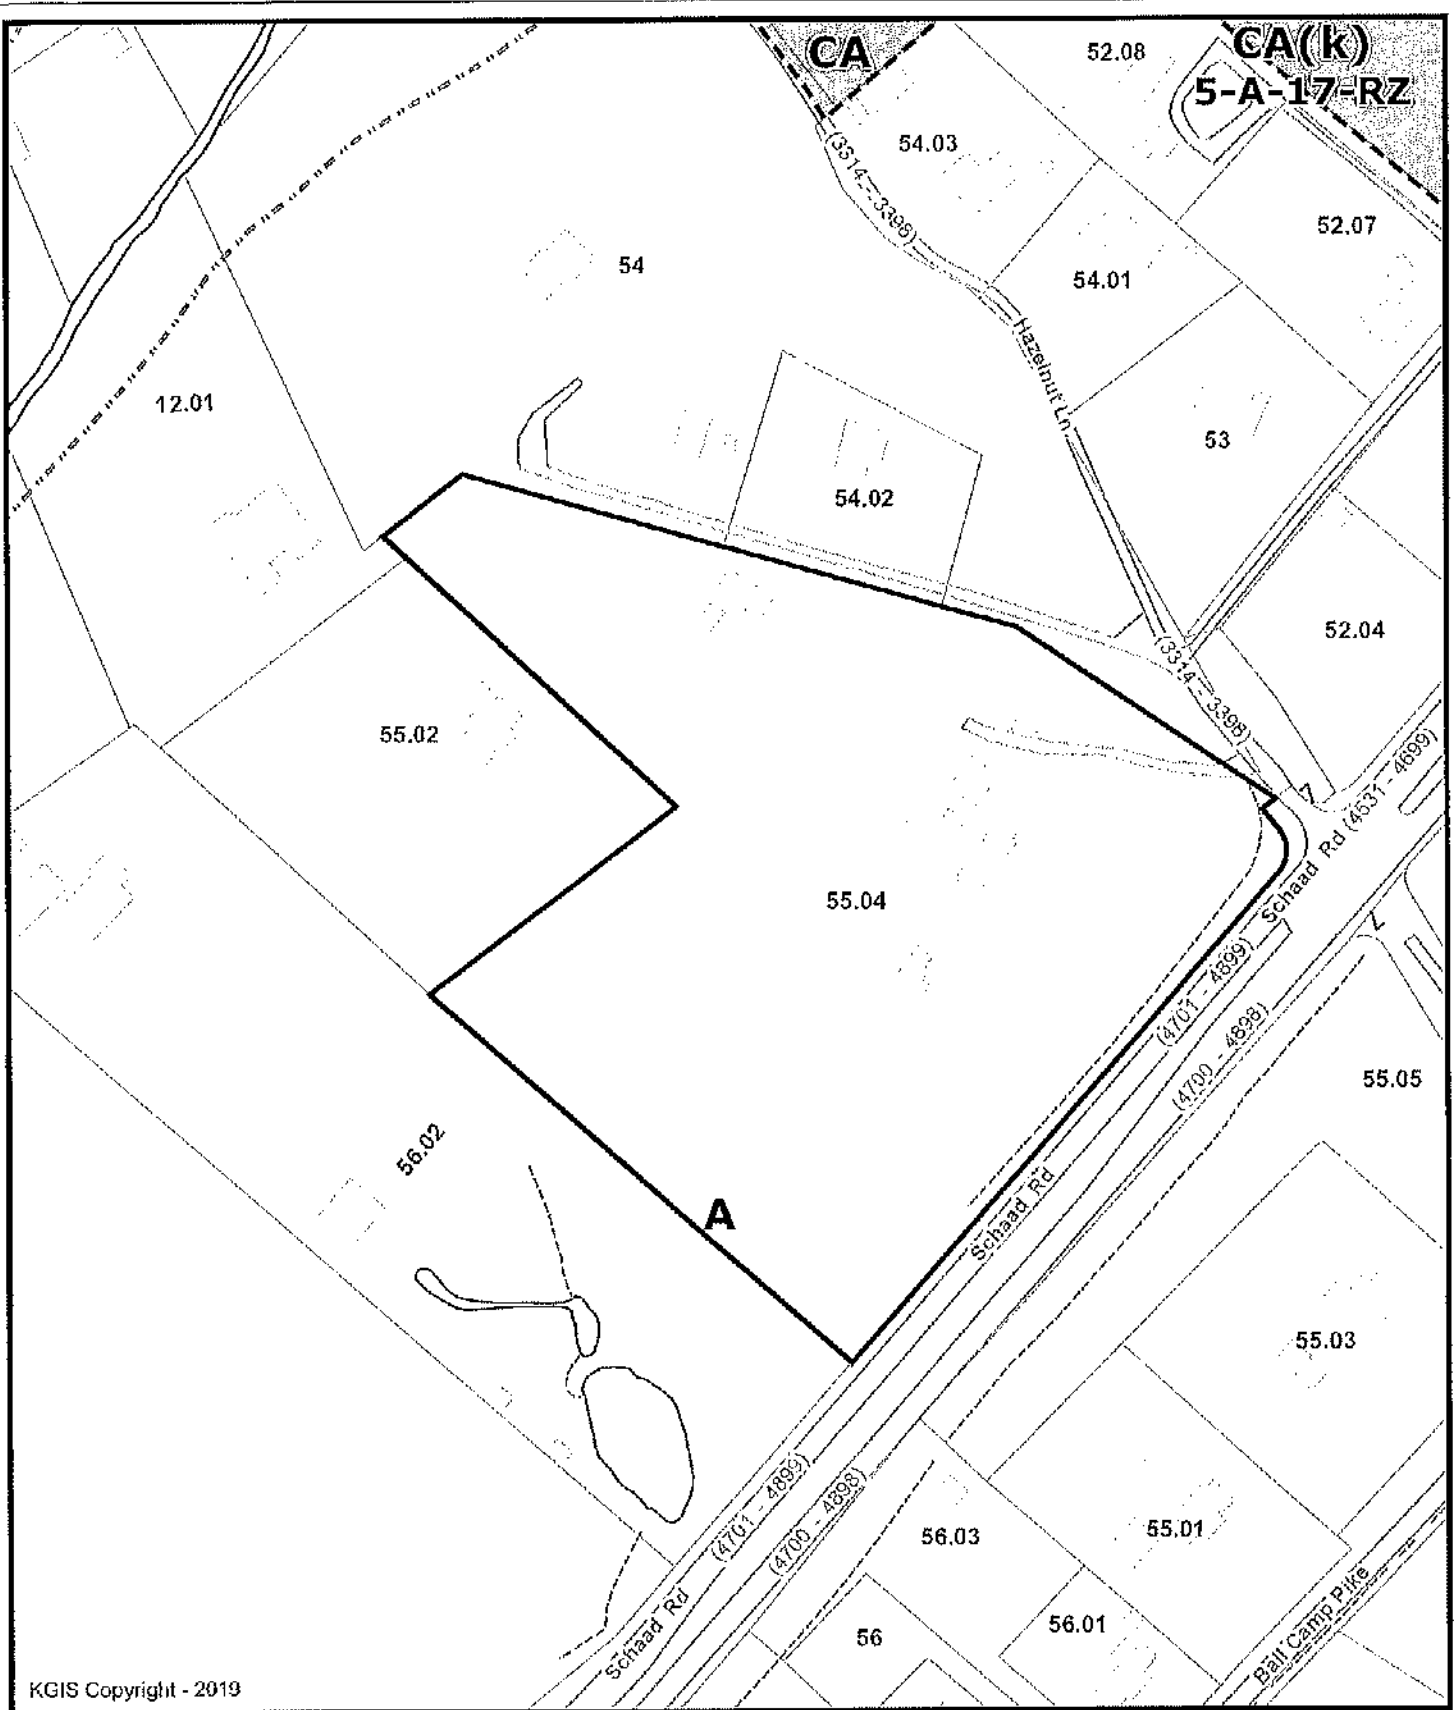 CA
52.08
CA(k)
5-A-17-RZ
54.03
(3314 - 3398)
52.07
54
54.01
Hazelnut Ln
12.01
53
54.02
52.04
(3314 - 3398)
55.02
Schaad Rd (4531 - 4699)
55.04
(4701 - 4899)
(4700 - 4898)
55.05
56.02
A
Schaad Rd
55.03
(4701 - 4899)
(4700 - 4898)
56.03
55.01
Schaad Rd
56
56.01
Ball Camp Pike
KGIS Copyright - 2019